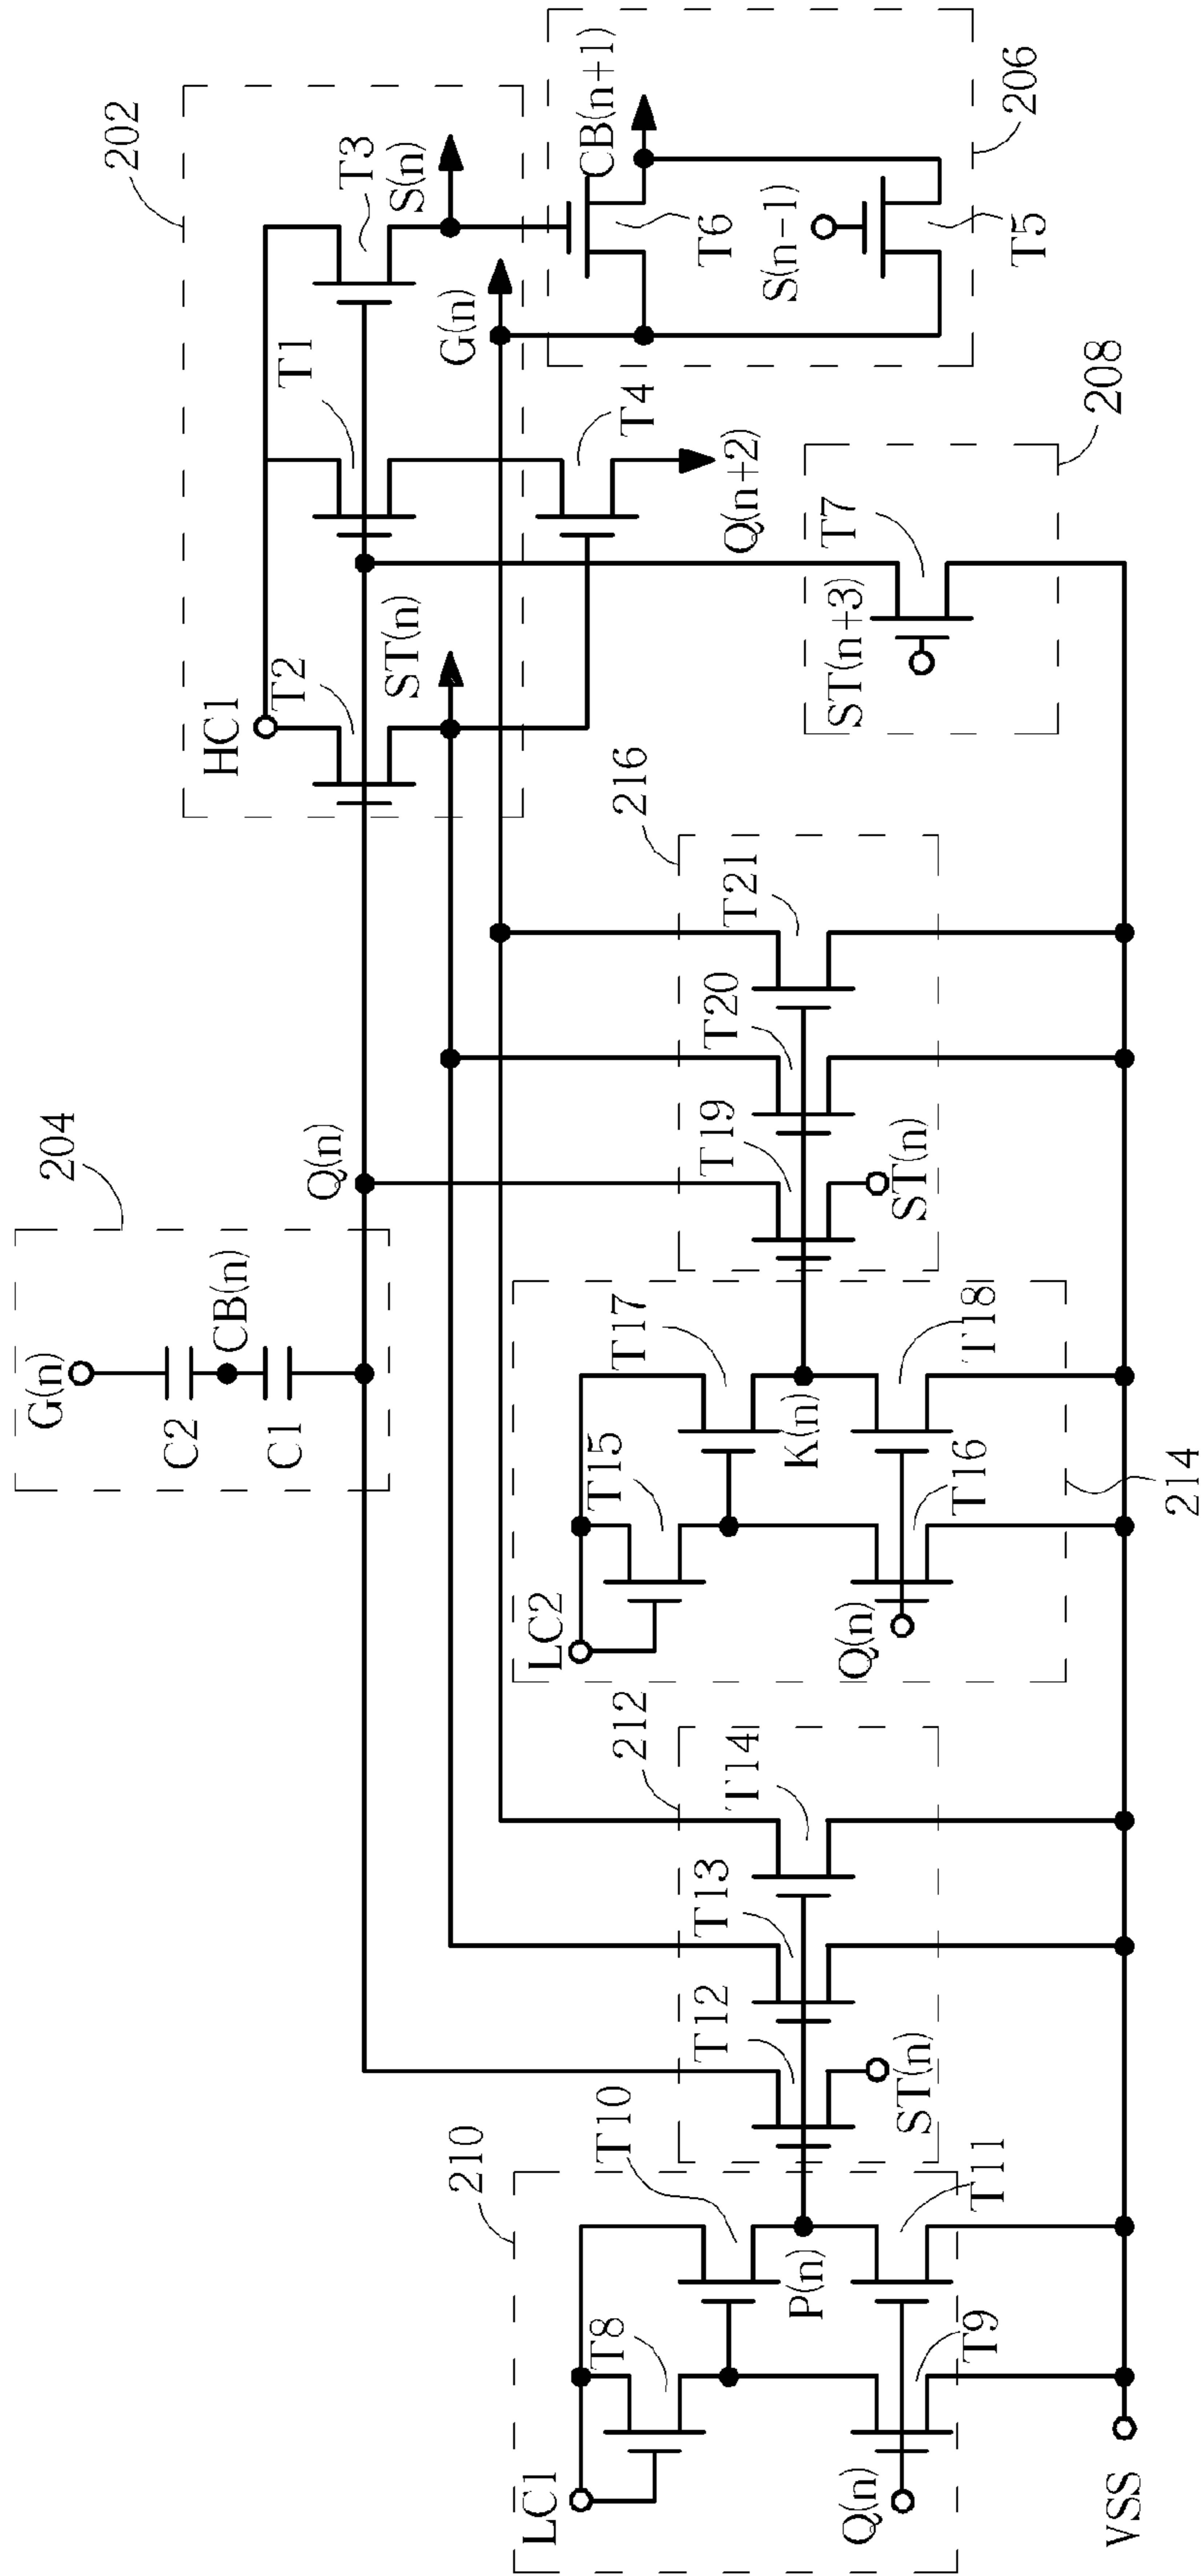 202
HC1
T2
T1
T3
ST(n)
S(n)
G(n)
T4
Q(n+2)
CB(n+1)
T6
S(n-1)
T5
206
ST(n+3)
T7
208
204
G(n)
C2
CB(n)
C1
Q(n)
216
T19
T20
T21
ST(n)
LC2
T15
T17
K(n)
Q(n)
T16
T18
214
212
T12
T13
T14
ST(n)
210
LC1
T8
T10
P(n)
Q(n)
T9
T11
VSS